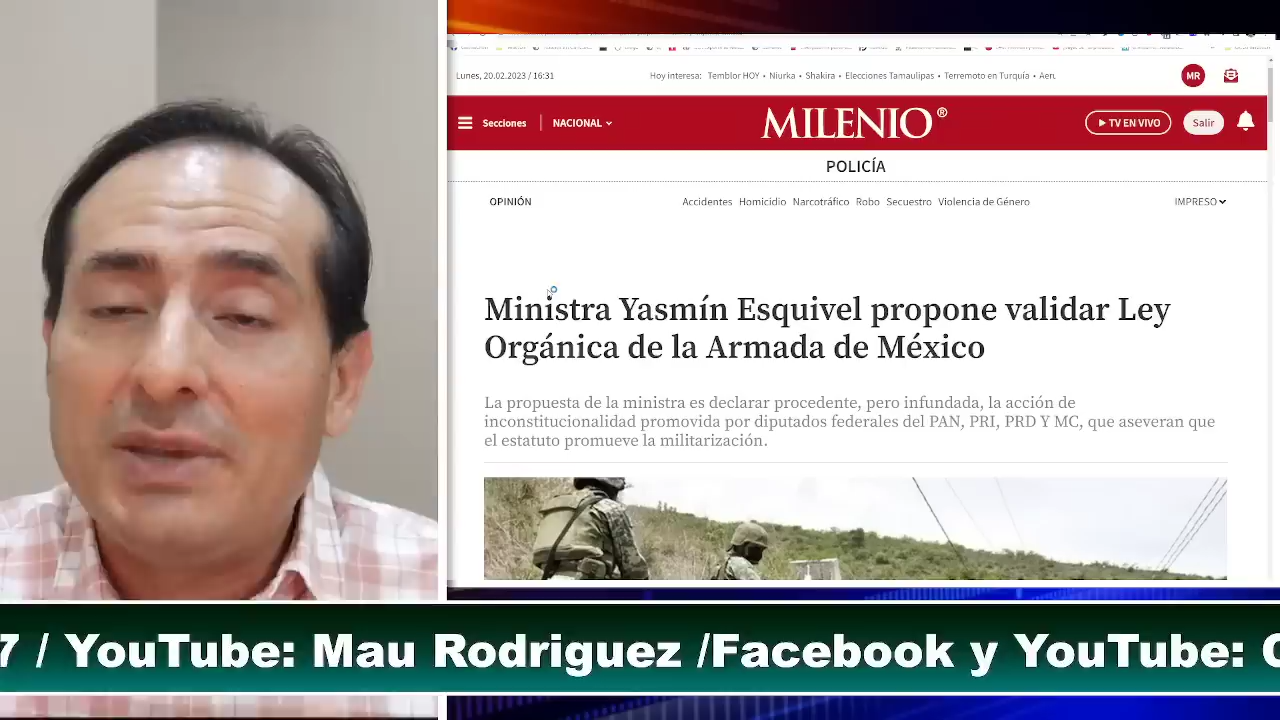 Lunes, 20.02.2023 / 16:31
Hoy interesa: Temblor HOY • Niurka • Shakira • Elecciones Tamaulipas • Terremoto en Turquía • Aeru
MR
Secciones
NACIONAL
MILENIO®
TV EN VIVO
Salir
POLICÍA
OPINIÓN
Accidentes Homicidio Narcotráfico Robo Secuestro Violencia de Género
IMPRESO
Ministra Yasmín Esquivel propone validar Ley
Orgánica de la Armada de México
La propuesta de la ministra es declarar procedente, pero infundada, la acción de
inconstitucionalidad promovida por diputados federales del PAN, PRI, PRD Y MC, que aseveran que
el estatuto promueve la militarización.
7 / YouTube: Mau Rodriguez /Facebook y YouTube: